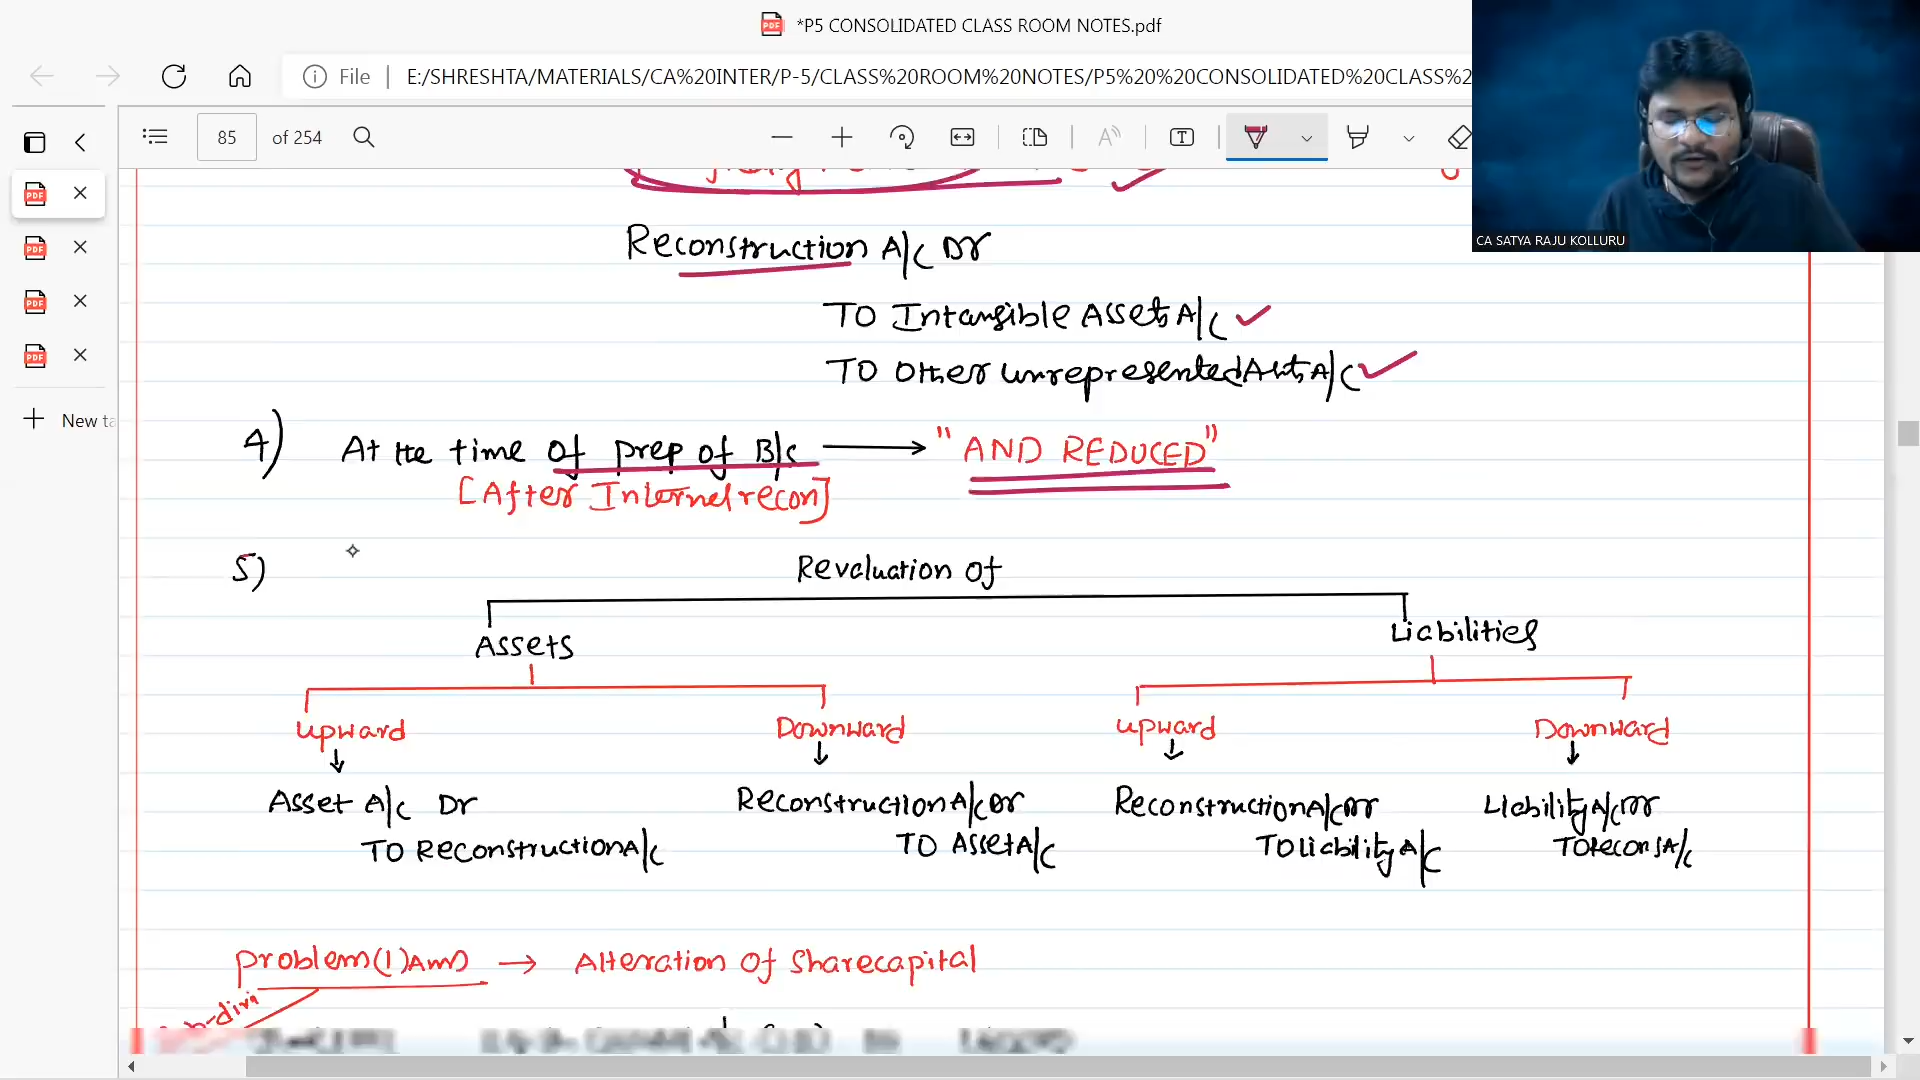 *P5 CONSOLIDATED CLASS ROOM NOTES.pdf
File E:/SHRESHTA/MATERIALS/CA%20INTER/P-5/CLASS%20ROOM%20NOTES/P5%20%20CONSOLIDATED%20CLASS%2
85 of 254
CA SATYA RAJU KOLLURU
New ta
Reconstruction A/c Dr
TO Intangible Assets A/c
TO Other unrepresented Assts A/c
4) At the time of prep of B/s → "AND REDUCED"
[After Internel recon]
5) Revaluation of
Assets Liabilities
upward Downward upward Downward
Asset A/c Dr Reconstruction A/c Dr Reconstruction A/c Dr Liability A/c Dr
TO Reconstruction A/c TO Asset A/c TO liability A/c TO recons A/c
problem(1) Ans → Alteration of sharecapital